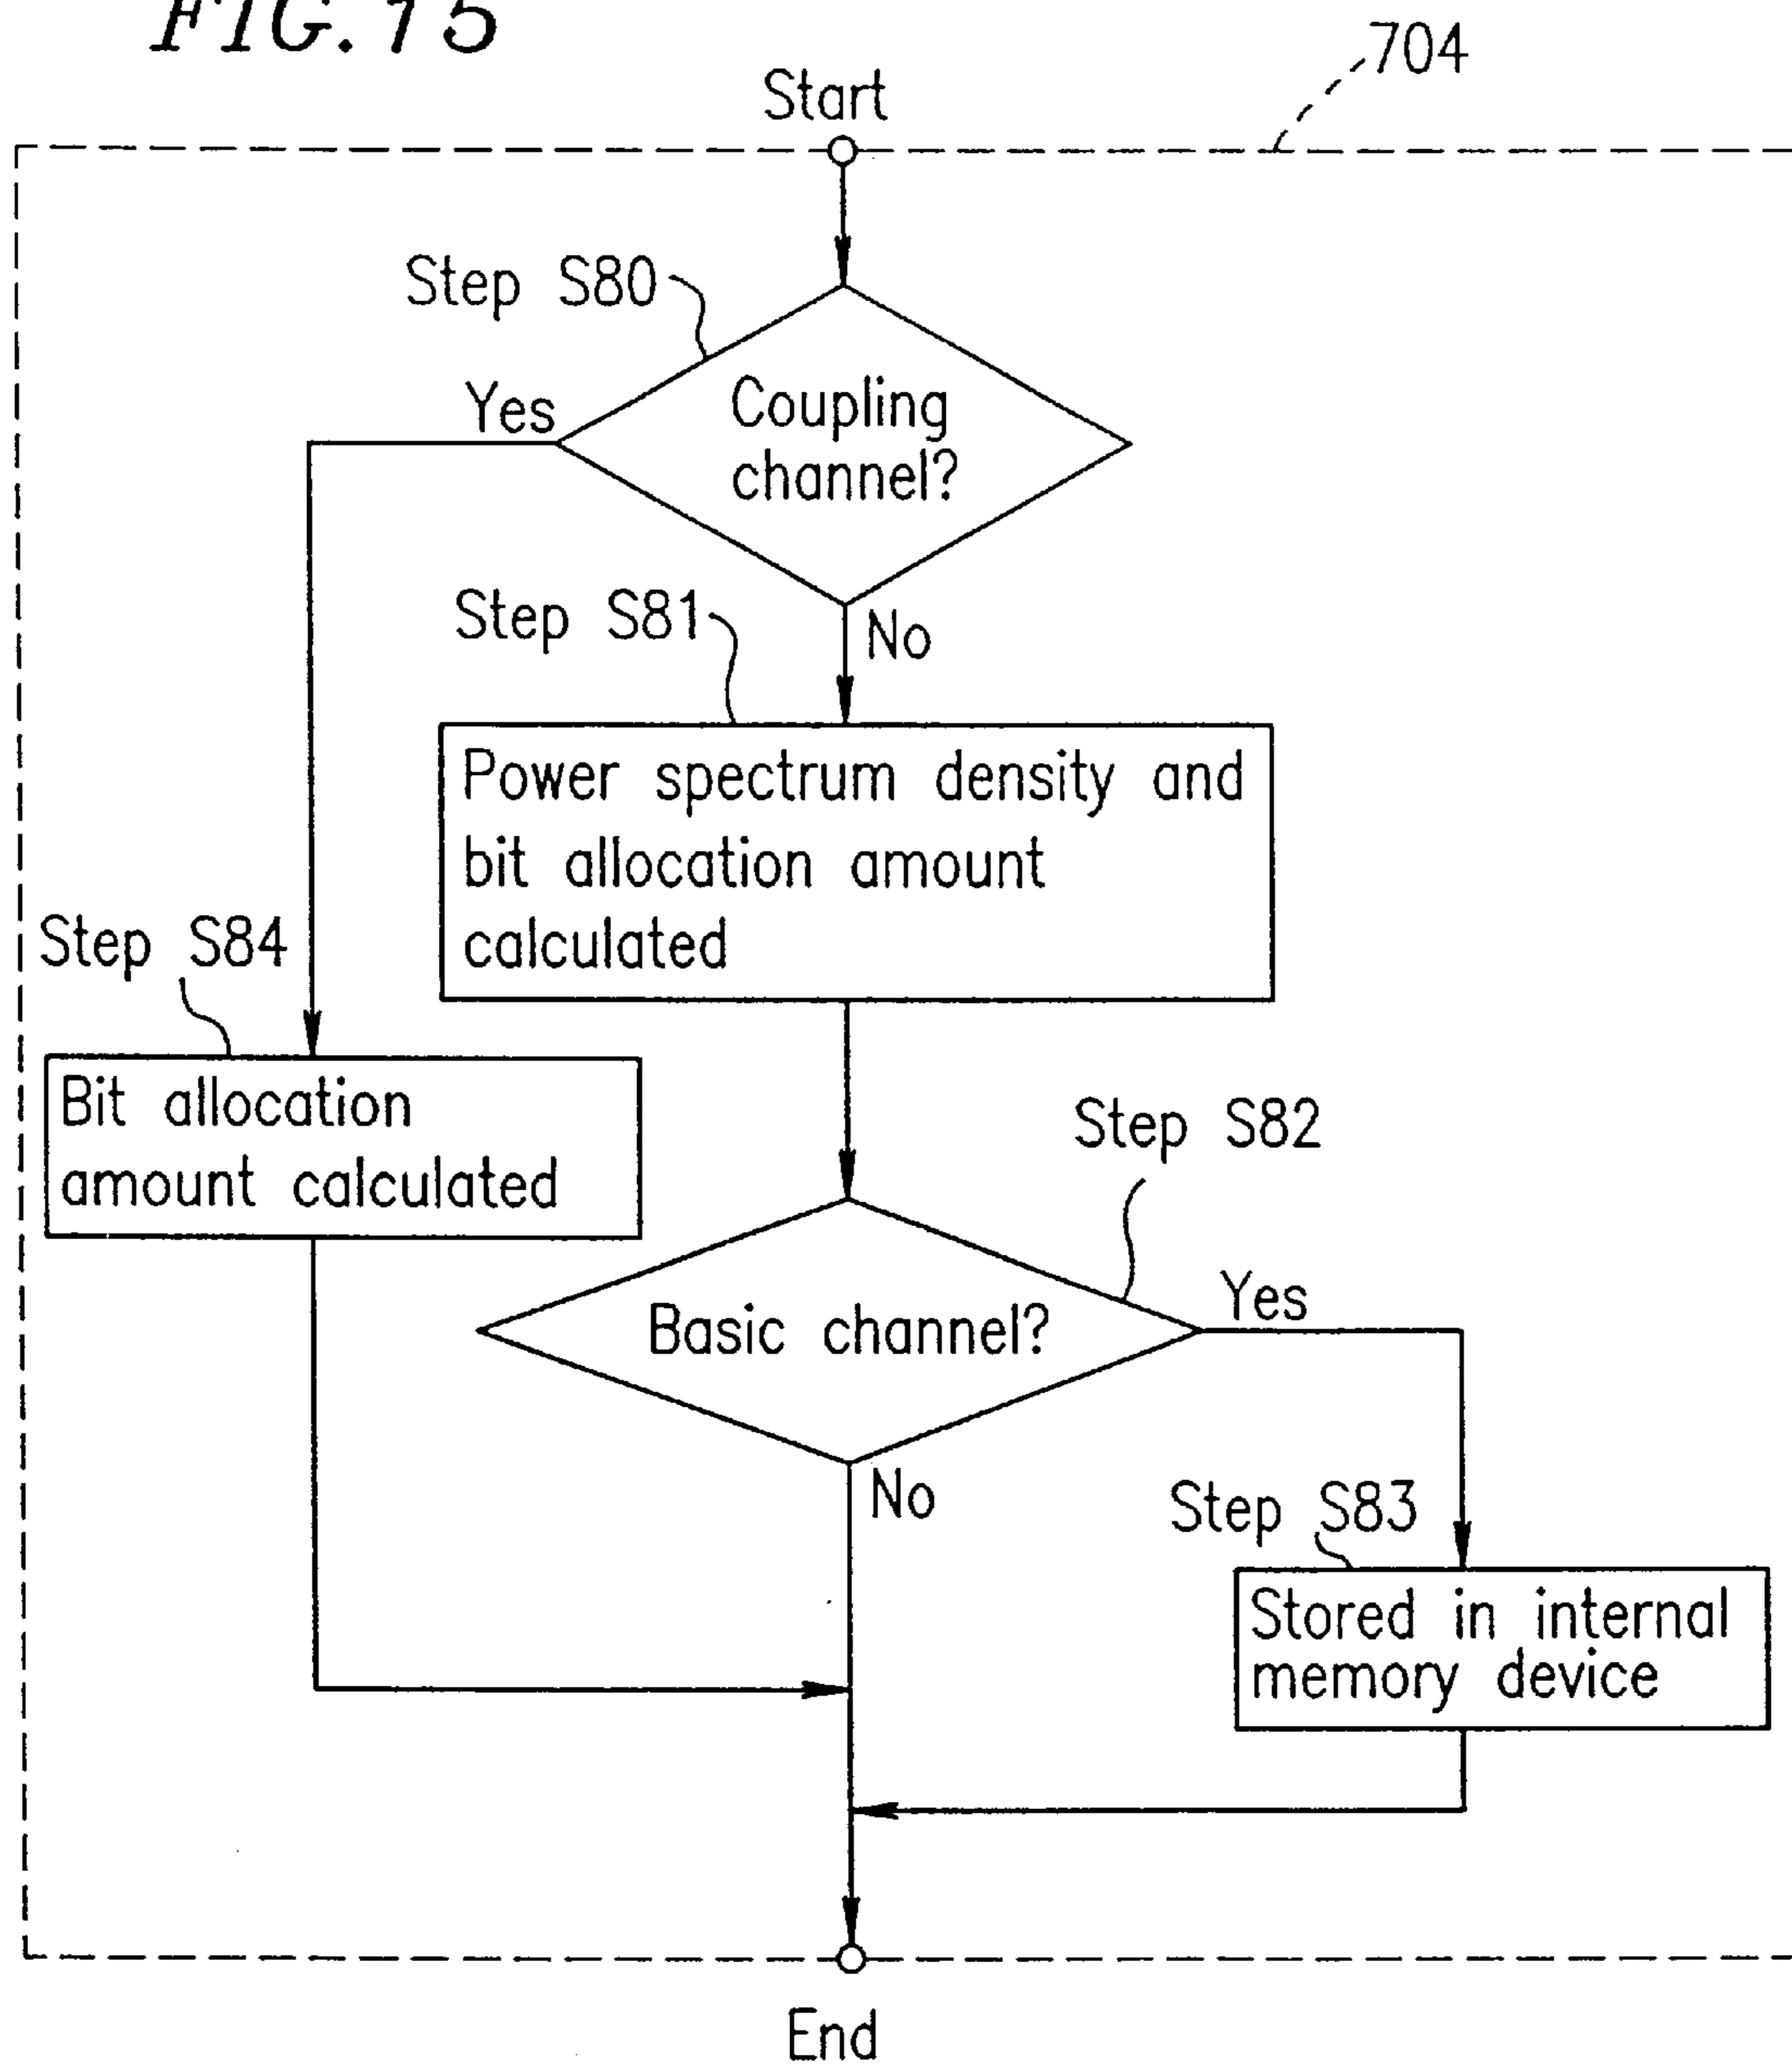 FIG. 15
704
Start
Step S80
Yes
Coupling
channel?
Step S81
No
Power spectrum density and
bit allocation amount
calculated
Step S84
Bit allocation
amount calculated
Step S82
Basic channel?
Yes
No
Step S83
Stored in internal
memory device
End